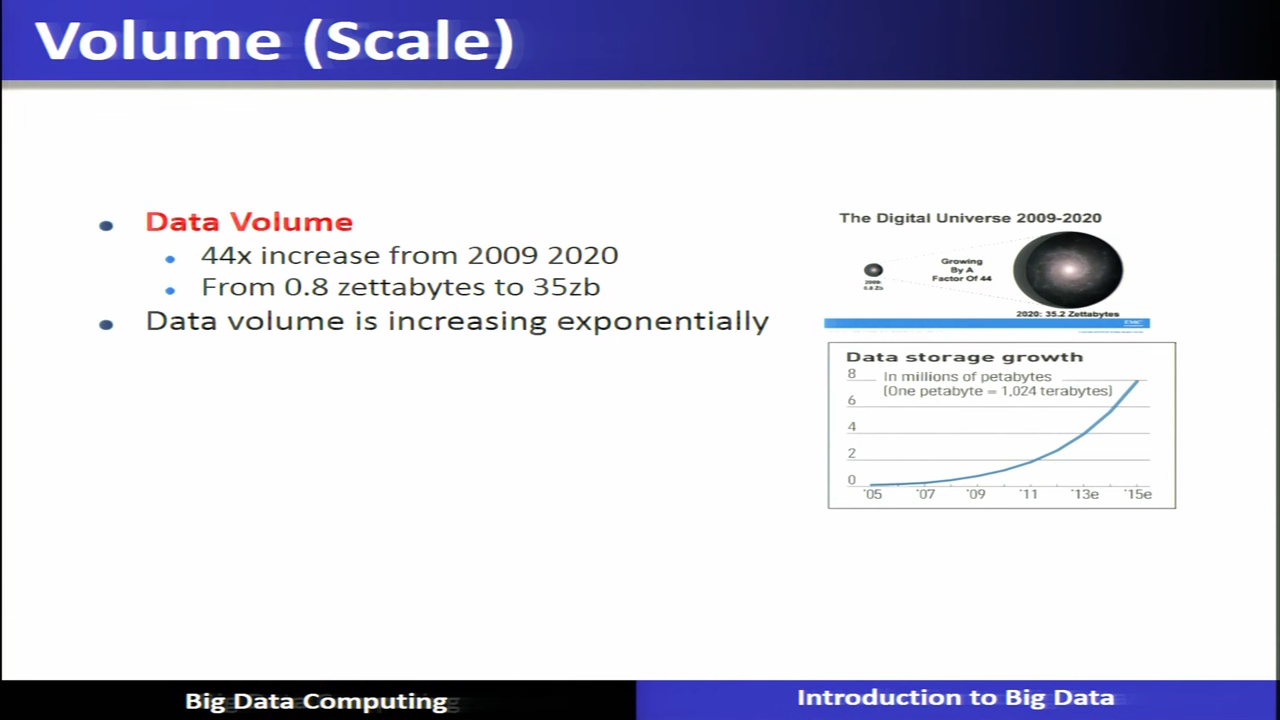 Volume (Scale)
Data Volume
44x increase from 2009 2020
From 0.8 zettabytes to 35zb
Data volume is increasing exponentially
The Digital Universe 2009-2020
Growing
By A
Factor Of 44
2009:
0.8 Zb
2020: 35.2 Zettabytes
EMC
Data storage growth
In millions of petabytes
(One petabyte = 1,024 terabytes)
8
6
4
2
0
'05 '07 '09 '11 '13e '15e
Big Data Computing
Introduction to Big Data